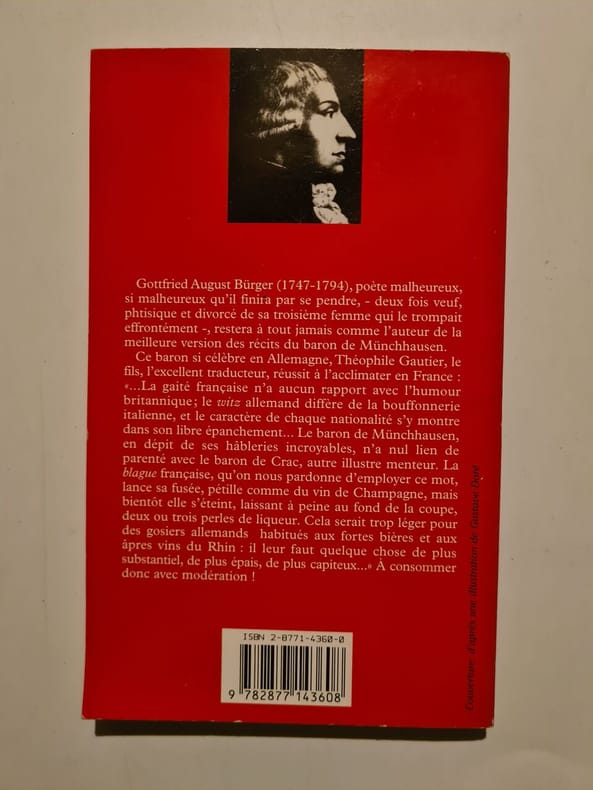 Gottfried August Bürger (1747-1794), poète malheureux,
si malheureux qu'il finira par se pendre, - deux fois veuf,
phtisique et divorcé de sa troisième femme qui le trompait
effrontément -, restera à tout jamais comme l'auteur de la
meilleure version des récits du baron de Münchhausen.
Ce baron si célèbre en Allemagne, Théophile Gautier, le
fils, l'excellent traducteur, réussit à l'acclimater en France :
«...La gaîté française n'a aucun rapport avec l'humour
britannique ; le witz allemand diffère de la bouffonnerie
italienne, et le caractère de chaque nationalité s'y montre
dans son libre épanchement... Le baron de Münchhausen,
en dépit de ses hâbleries incroyables, n'a nul lien de
parenté avec le baron de Crac, autre illustre menteur. La
blague française, qu'on nous pardonne d'employer ce mot,
lance sa fusée, pétille comme du vin de Champagne, mais
bientôt elle s'éteint, laissant à peine au fond de la coupe,
deux ou trois perles de liqueur. Cela serait trop léger pour
des gosiers allemands habitués aux fortes bières et aux
âpres vins du Rhin : il leur faut quelque chose de plus
substantiel, de plus épais, de plus capiteux...» À consommer
donc avec modération !
Couverture : d'après une illustration de Gustave Doré
ISBN 2-8771-4360-0
9 782877 143608